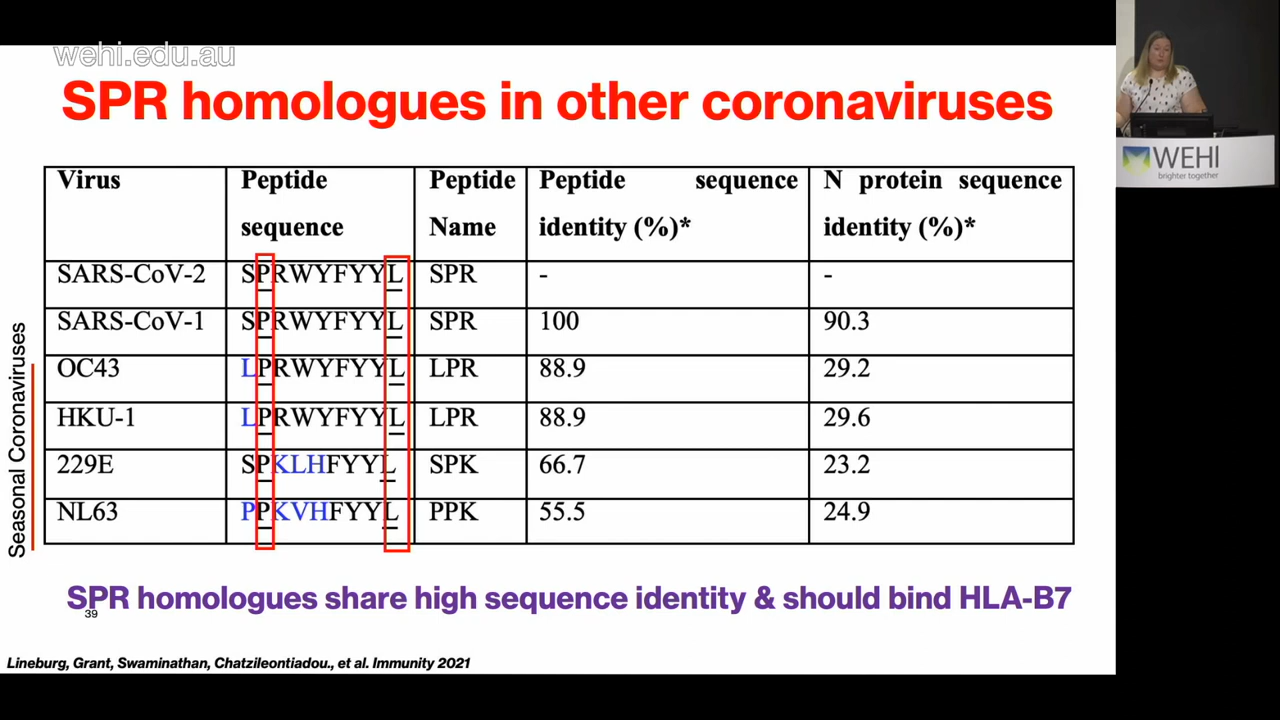 wehi.edu.au
SPR homologues in other coronaviruses
Virus Peptide sequence Peptide Name Peptide sequence identity (%)* N protein sequence identity (%)*
SARS-CoV-2 SPRWYFYYL SPR - -
SARS-CoV-1 SPRWYFYYL SPR 100 90.3
OC43 LPRWYFYYL LPR 88.9 29.2
HKU-1 LPRWYFYYL LPR 88.9 29.6
229E SPKLHFYYL SPK 66.7 23.2
NL63 PPKVHFYYL PPK 55.5 24.9
Seasonal Coronaviruses
SPR homologues share high sequence identity & should bind HLA-B7
39
Lineburg, Grant, Swaminathan, Chatzileontiadou., et al. Immunity 2021
WEHI
brighter together